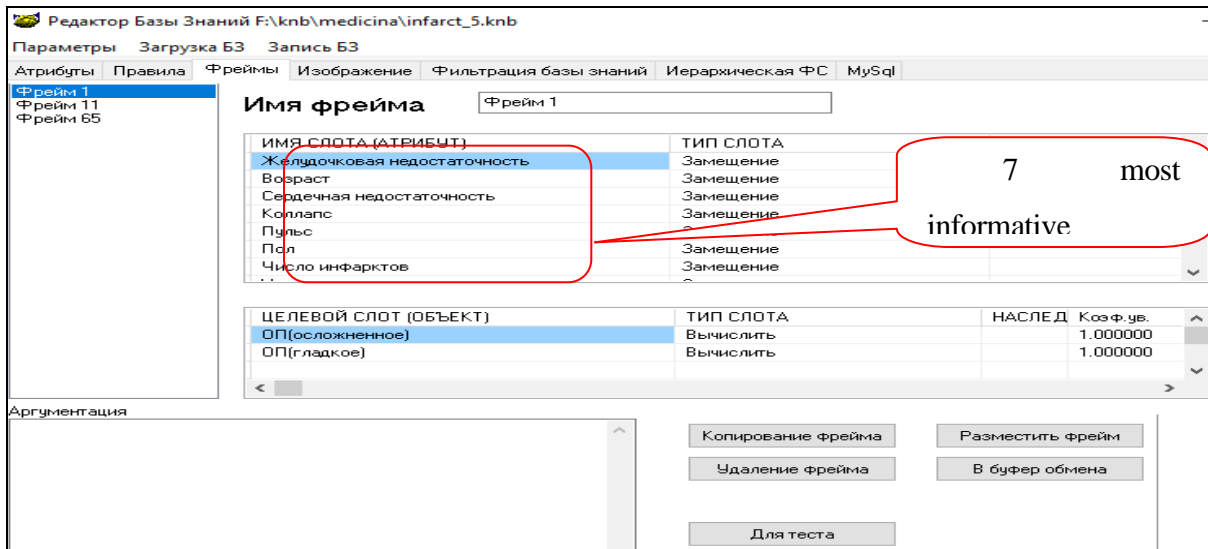 Редактор Базы Знаний F:\knb\medicina\infarct_5.knb
Параметры Загрузка БЗ Запись БЗ
Атрибуты Правила Фреймы Изображение Фильтрация базы знаний Иерархическая ФС MySql
Фрейм 1
Фрейм 11
Фрейм 65
Имя фрейма Фрейм 1
ИМЯ СЛОТА (АТРИБУТ) ТИП СЛОТА
Желудочковая недостаточность Замещение
Возраст Замещение
Сердечная недостаточность Замещение
Коллапс Замещение
Пульс
Пол Замещение
Число инфарктов Замещение
7 most
informative
ЦЕЛЕВОЙ СЛОТ (ОБЪЕКТ) ТИП СЛОТА НАСЛЕД Коэф.ув.
ОП(осложненное) Вычислить 1.000000
ОП(гладкое) Вычислить 1.000000
Аргументация
Копирование фрейма Разместить фрейм
Удаление фрейма В буфер обмена
Для теста